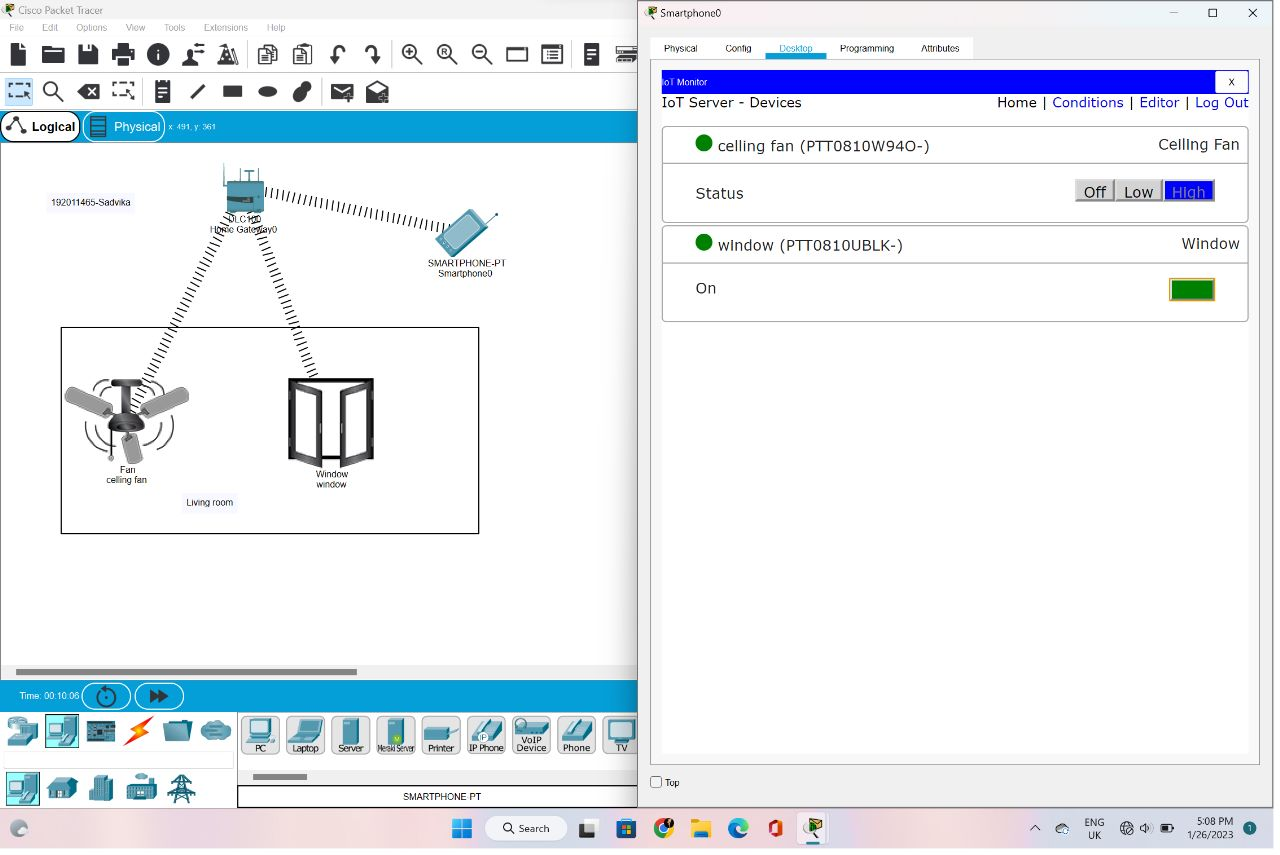 Cisco Packet Tracer
File Edit Options View Tools Extensions Help
Logical
Physical
x: 491, y: 361
192011465-Sadvika
DLC100
Home Gateway0
SMARTPHONE-PT
Smartphone0
Fan
celling fan
Window
window
Living room
Time: 00:10:06
PC
Laptop
Server
Meraki Server
Printer
IP Phone
VoIP
Device
Phone
TV
SMARTPHONE-PT
Smartphone0
Physical Config Desktop Programming Attributes
IoT Monitor
X
IoT Server - Devices
Home | Conditions | Editor | Log Out
celling fan (PTT0810W94O-)
Ceiling Fan
Status
Off Low High
window (PTT0810UBLK-)
Window
On
Top
Search
ENG
UK
5:08 PM
1/26/2023
1